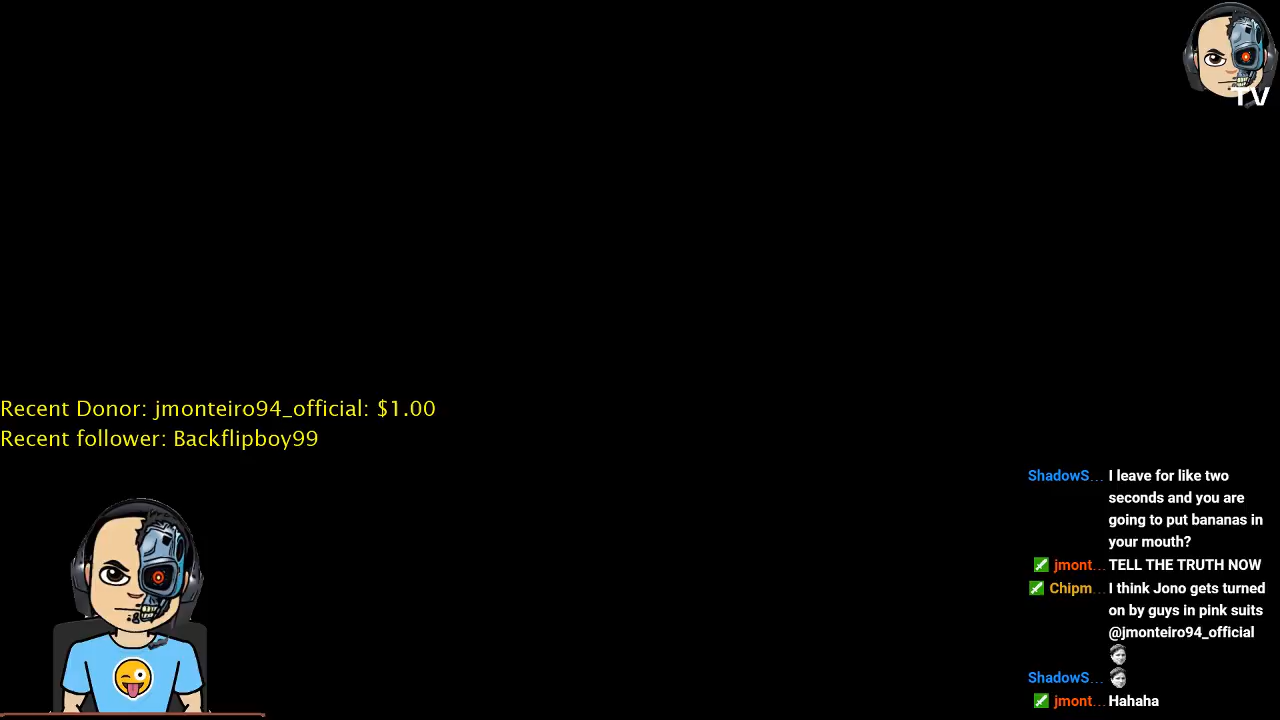 TV
Recent Donor: jmonteiro94_official: $1.00
Recent follower: Backflipboy99
ShadowS... I leave for like two
seconds and you are
going to put bananas in
your mouth?
jmont... TELL THE TRUTH NOW
Chipm... I think Jono gets turned
on by guys in pink suits
@jmonteiro94_official
ShadowS...
jmont... Hahaha